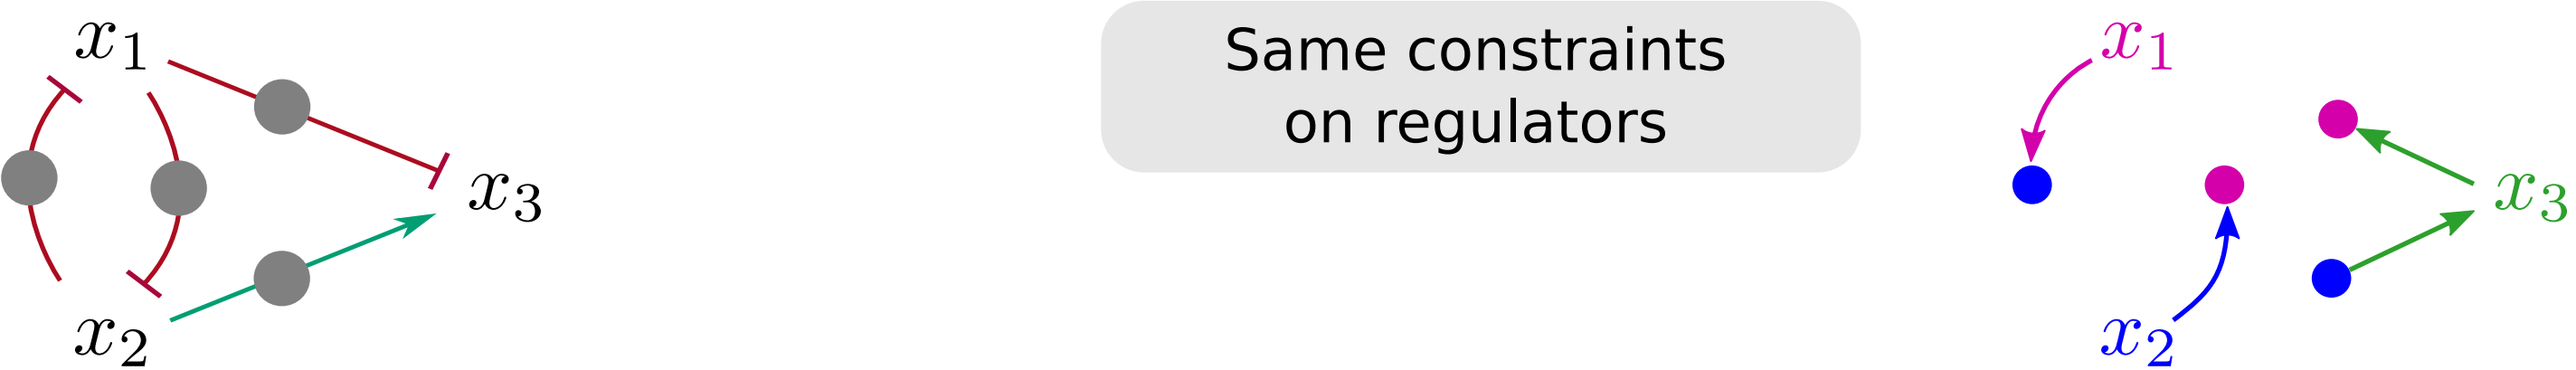 x1
x2
x3
Same constraints
on regulators
x1
x2
x3